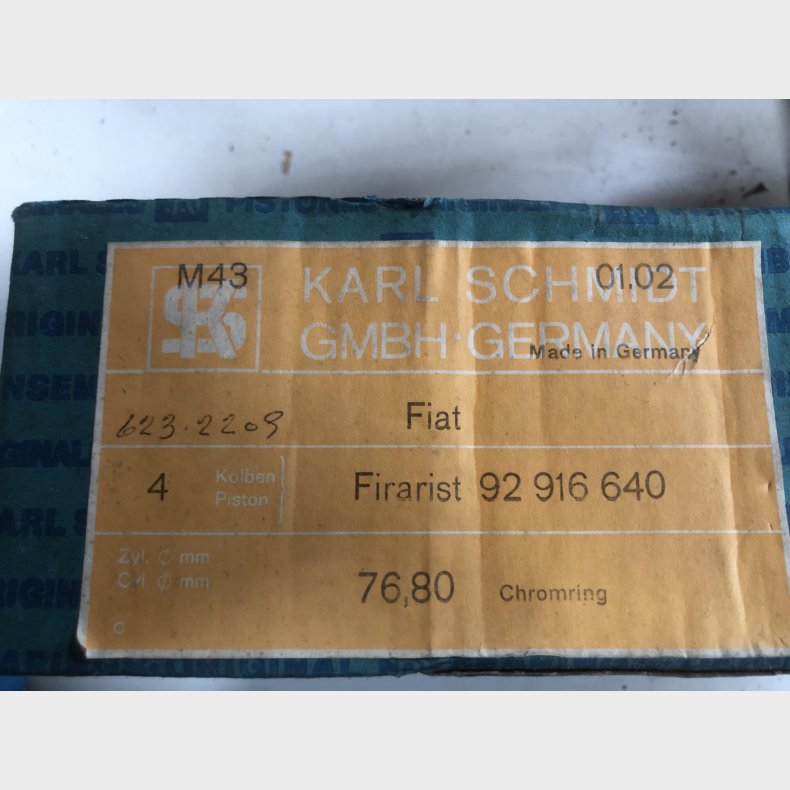 PISTONES
M43
KARL SCHMIDT
01.02
GMBH·GERMANY
Made in Germany
623.2209
Fiat
4
Kolben
Piston
Firarist 92 916 640
Zyl. Ø mm
Cyl. Ø mm
76,80
Chromring
C